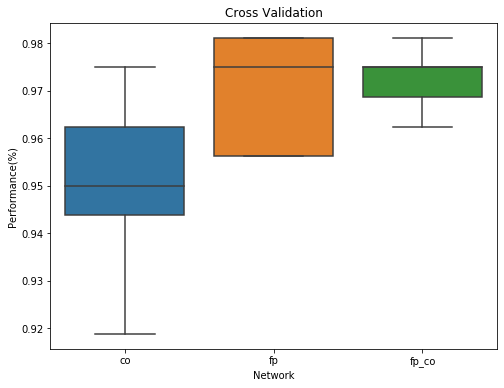 Cross Validation
Performance(%)
0.98
0.97
0.96
0.95
0.94
0.93
0.92
co
fp
fp_co
Network